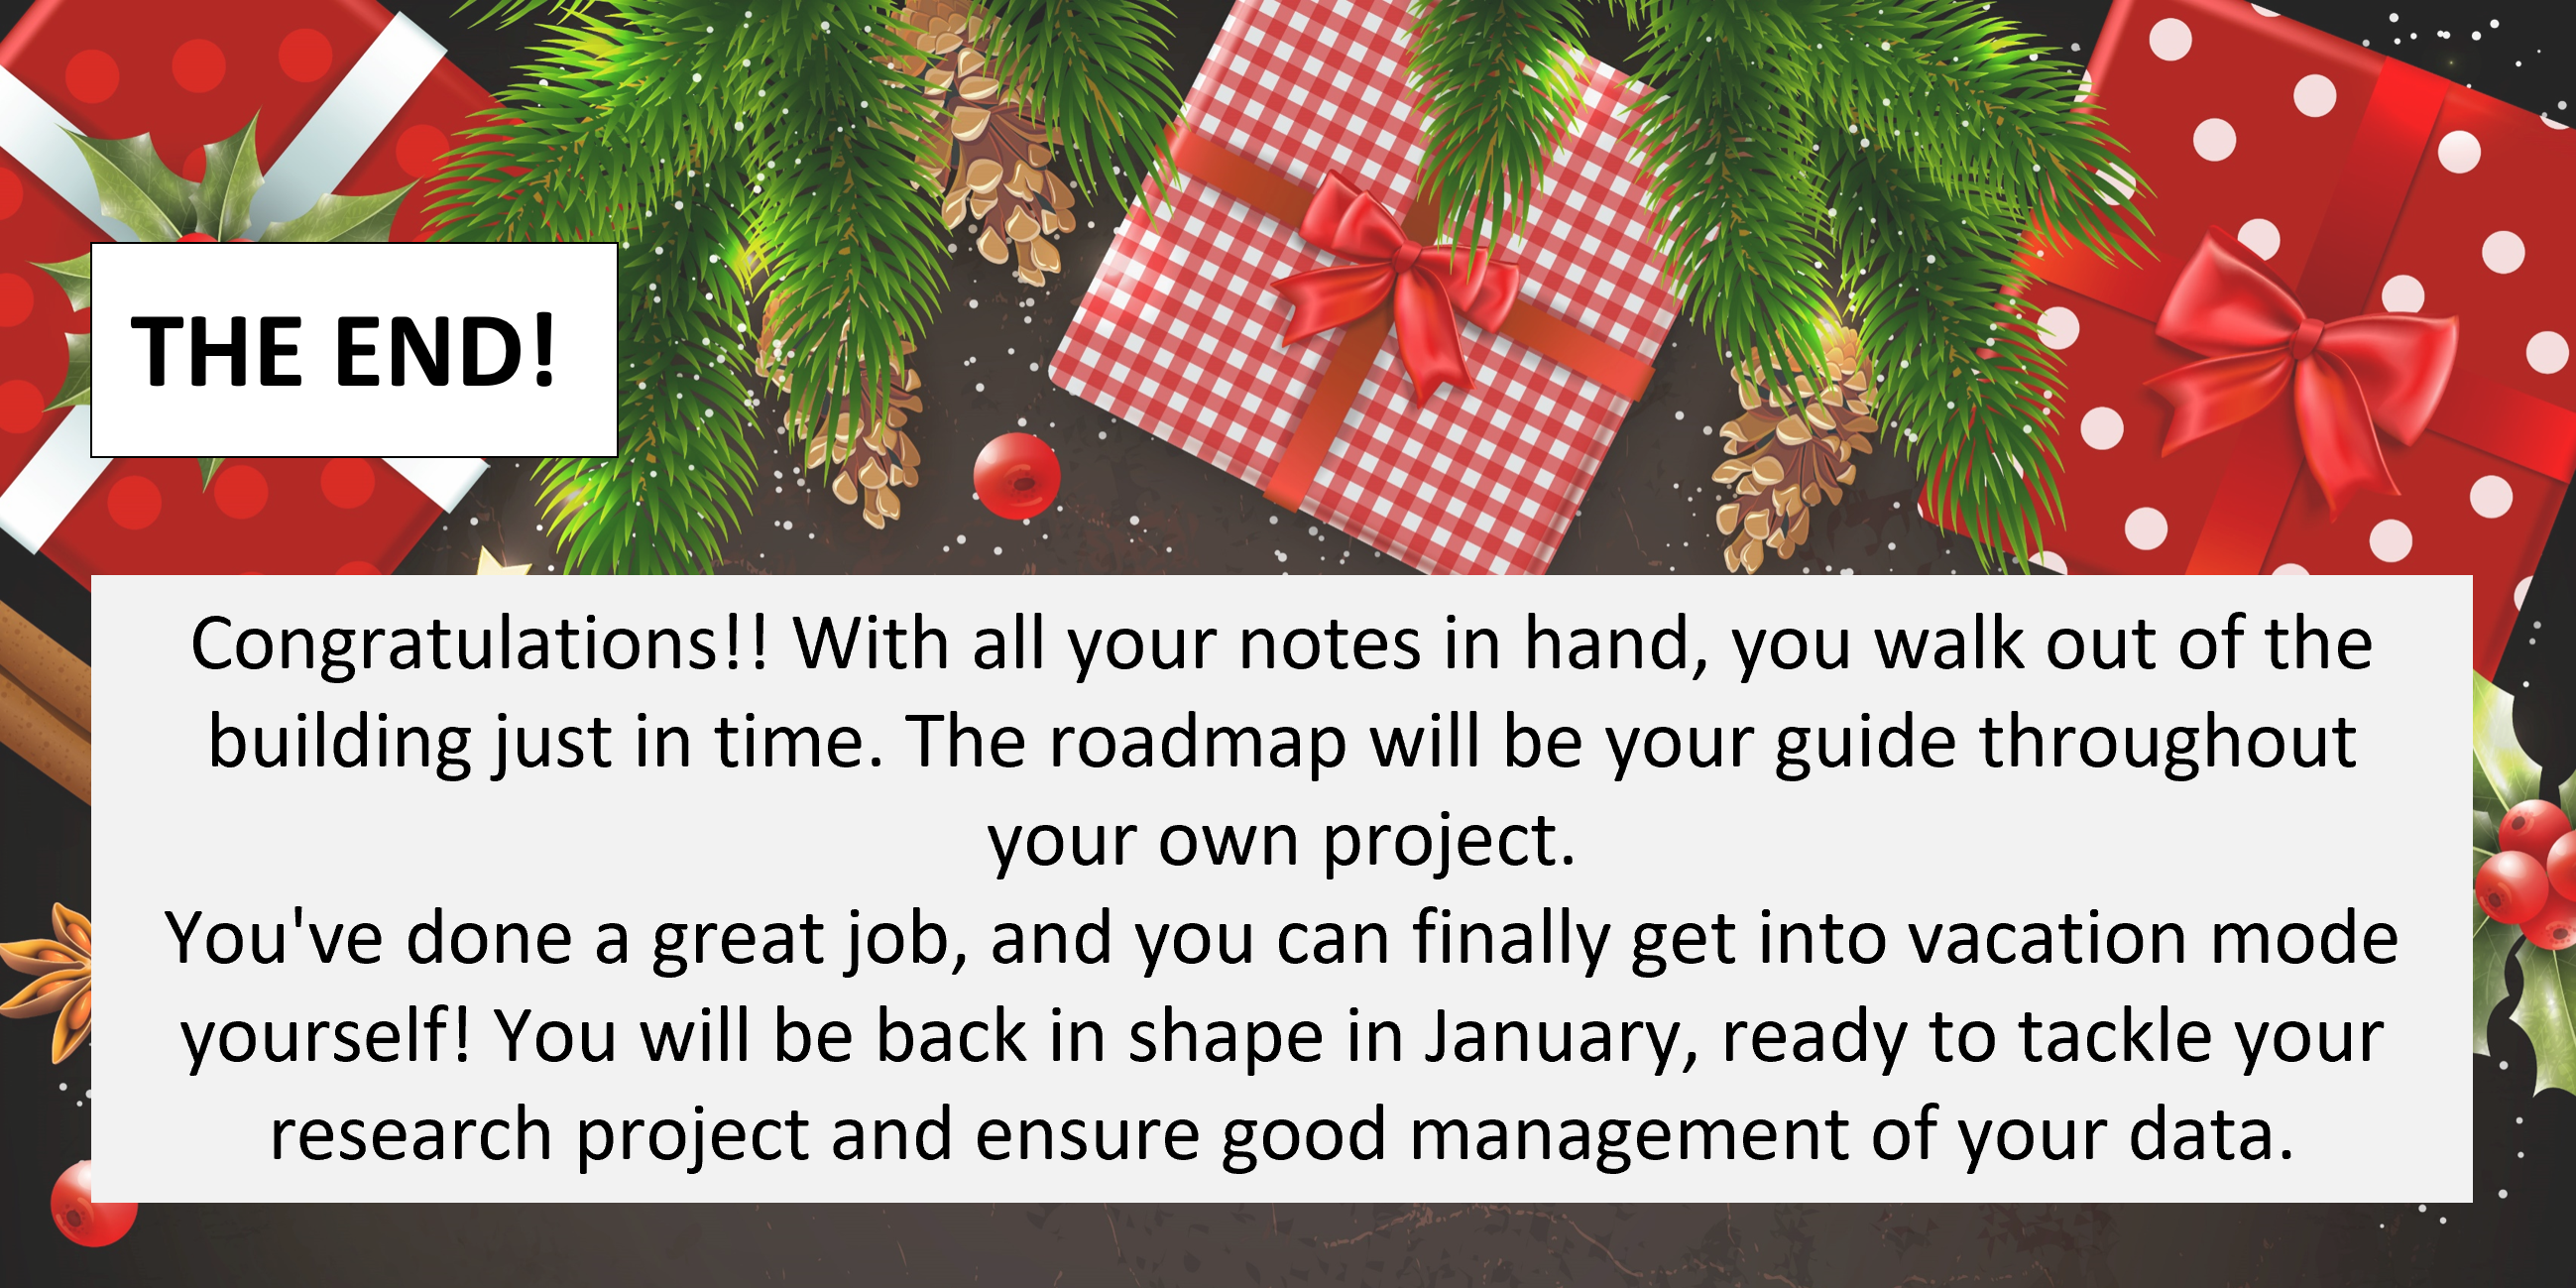 THE END!
Congratulations!! With all your notes in hand, you walk out of the
building just in time. The roadmap will be your guide throughout
your own project.
You've done a great job, and you can finally get into vacation mode
yourself! You will be back in shape in January, ready to tackle your
research project and ensure good management of your data.